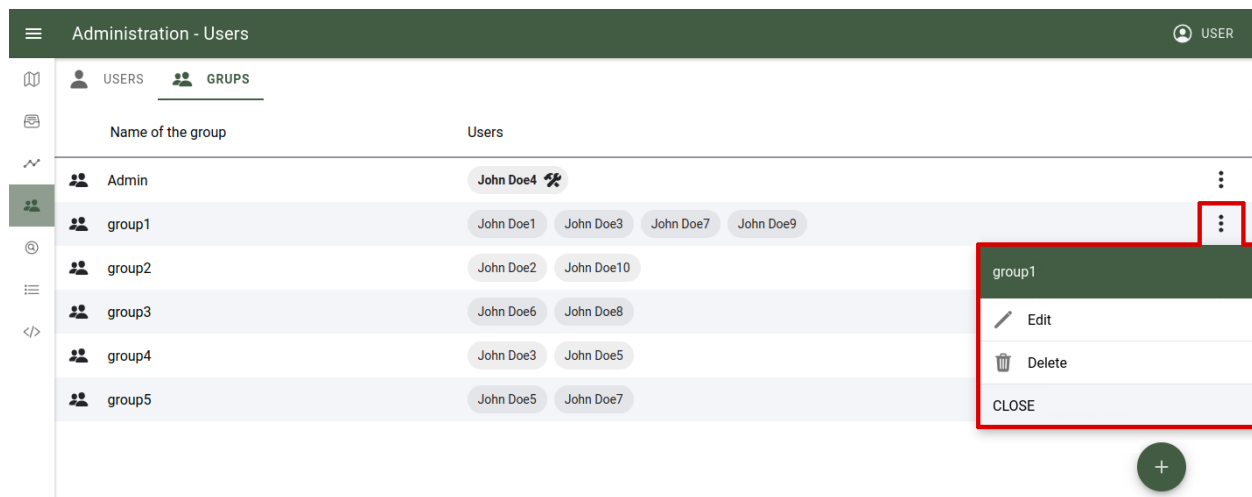 Administration - Users USER
USERS GRUPS
Name of the group Users
Admin John Doe4
group1 John Doe1 John Doe3 John Doe7 John Doe9
group2 John Doe2 John Doe10
group1
group3 John Doe6 John Doe8
Edit
group4 John Doe3 John Doe5
Delete
group5 John Doe5 John Doe7
CLOSE